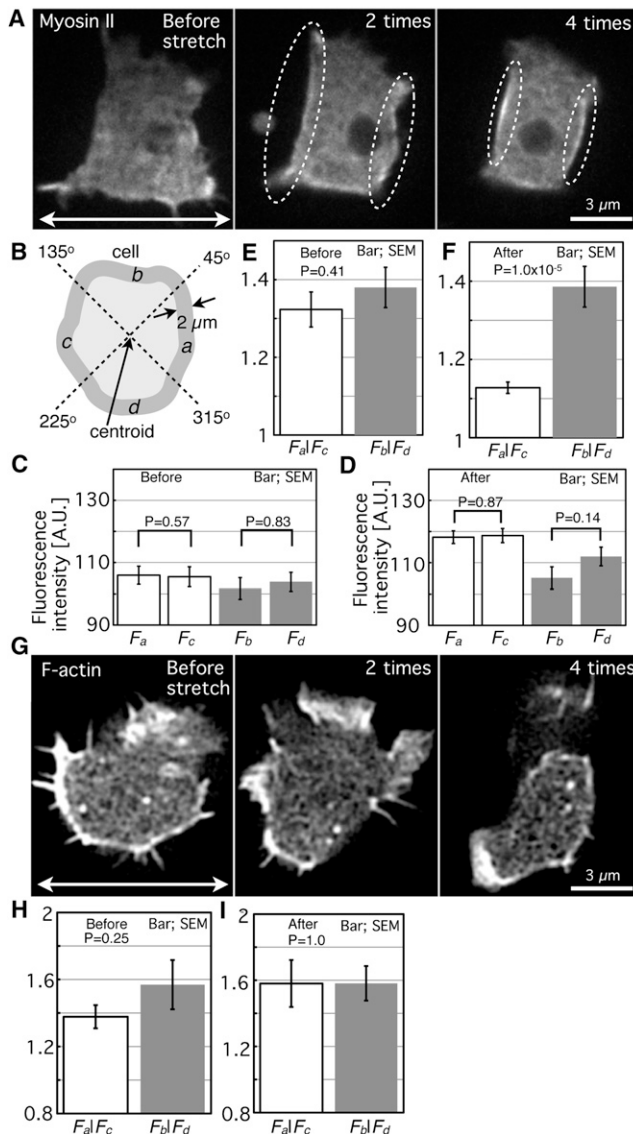 A
Myosin II
Before stretch
2 times
4 times
3 µm
B
135°
cell
45°
b
2 µm
c
a
d
225°
315°
centroid
E
Before
Bar; SEM
P=0.41
1.4
1.3
1.2
1.1
1
Fa|Fc
Fb|Fd
F
After
Bar; SEM
P=1.0x10-5
1.4
1.3
1.2
1.1
1
Fa|Fc
Fb|Fd
C
Before
Bar; SEM
Fluorescence
intensity [A.U.]
130
110
90
P=0.57
P=0.83
Fa
Fc
Fb
Fd
D
After
Bar; SEM
Fluorescence
intensity [A.U.]
130
110
90
P=0.87
P=0.14
Fa
Fc
Fb
Fd
G
F-actin
Before stretch
2 times
4 times
3 µm
H
Before
Bar; SEM
P=0.25
2
1.6
1.4
1.2
0.8
Fa|Fc
Fb|Fd
I
After
Bar; SEM
P=1.0
2
1.6
1.4
1.2
0.8
Fa|Fc
Fb|Fd